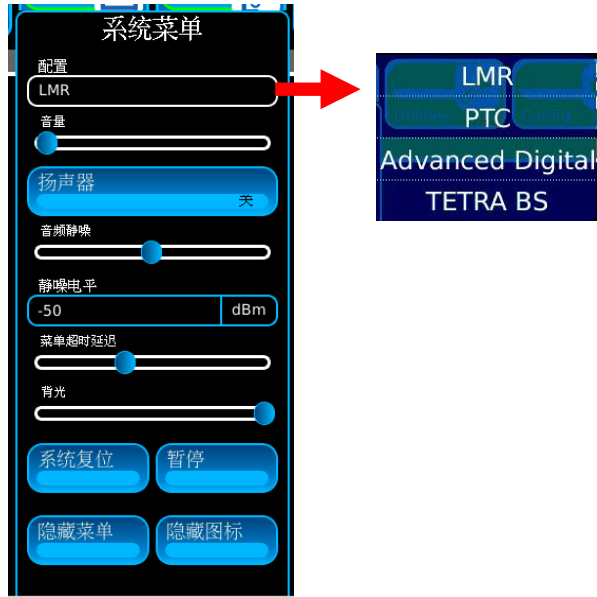 系统菜单
配置
LMR
音量
扬声器
关
音频静噪
静噪电平
-50 dBm
菜单超时延迟
背光
系统复位 暂停
隐藏菜单 隐藏图标
LMR
Utilities Config
PTC
Advanced Digital
TETRA BS